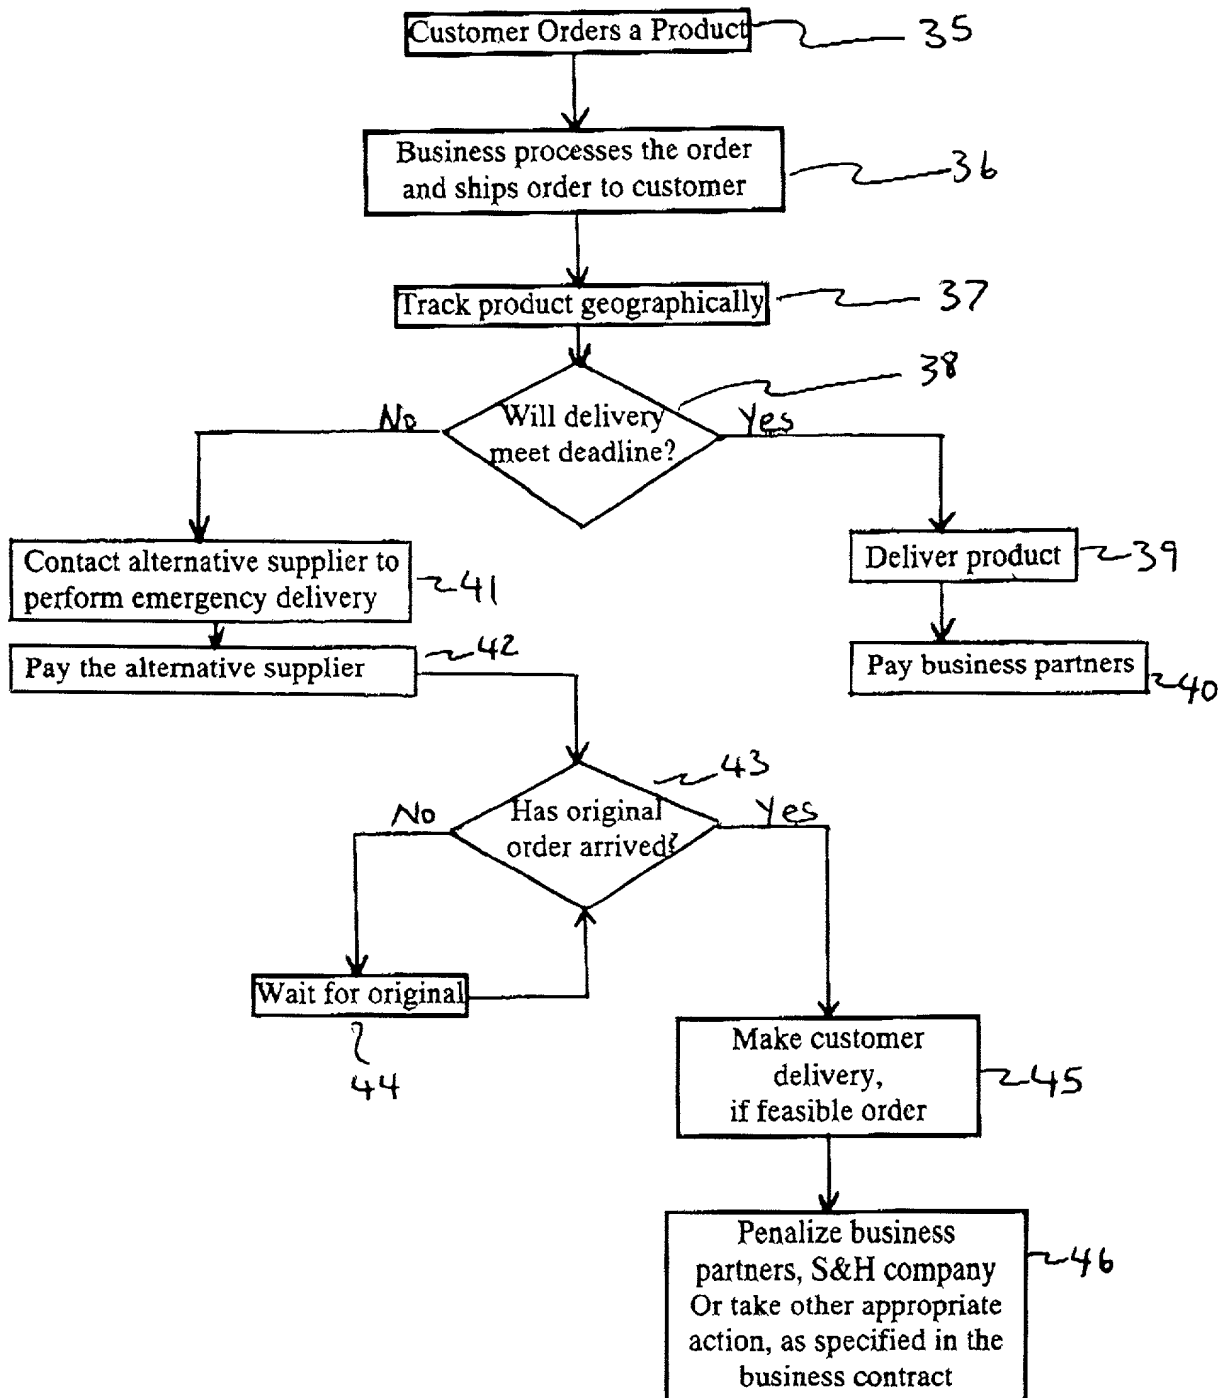 Customer Orders a Product
35
Business processes the order
and ships order to customer
36
Track product geographically
37
38
Will delivery
meet deadline?
No
Yes
Contact alternative supplier to
perform emergency delivery
41
Deliver product
39
Pay the alternative supplier
42
Pay business partners
40
43
Has original
order arrived?
No
Yes
Wait for original
44
Make customer
delivery,
if feasible order
45
Penalize business
partners, S&H company
Or take other appropriate
action, as specified in the
business contract
46